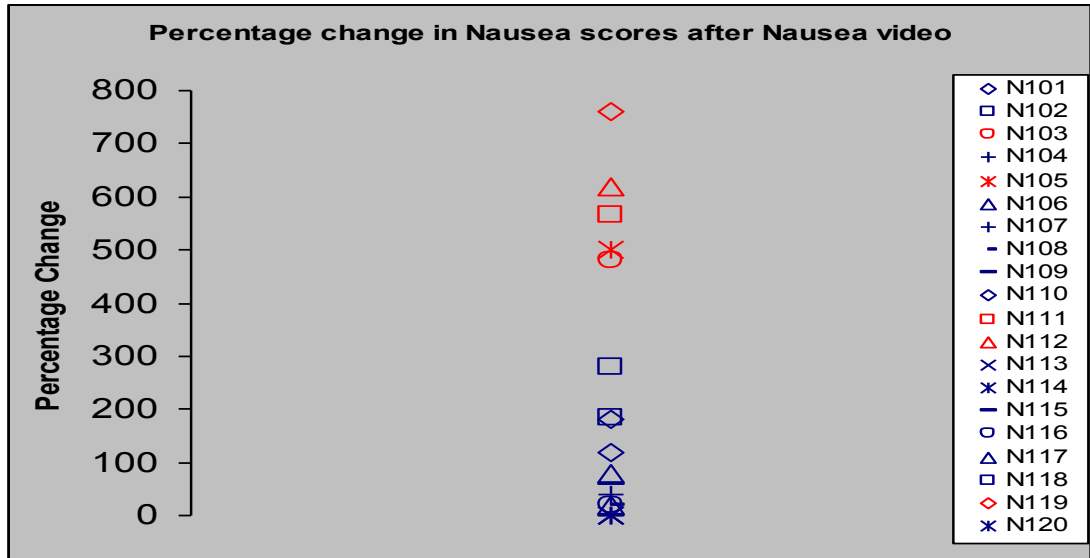 Percentage change in Nausea scores after Nausea video
Percentage Change
800
700
600
500
400
300
200
100
0
N101
N102
N103
N104
N105
N106
N107
N108
N109
N110
N111
N112
N113
N114
N115
N116
N117
N118
N119
N120